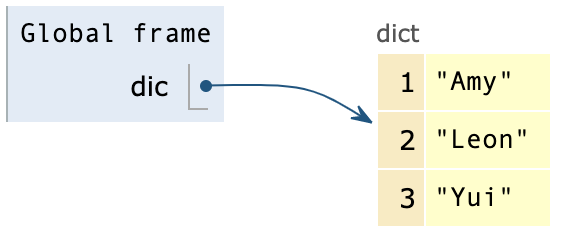 Global frame
dic
dict
1 "Amy"
2 "Leon"
3 "Yui"